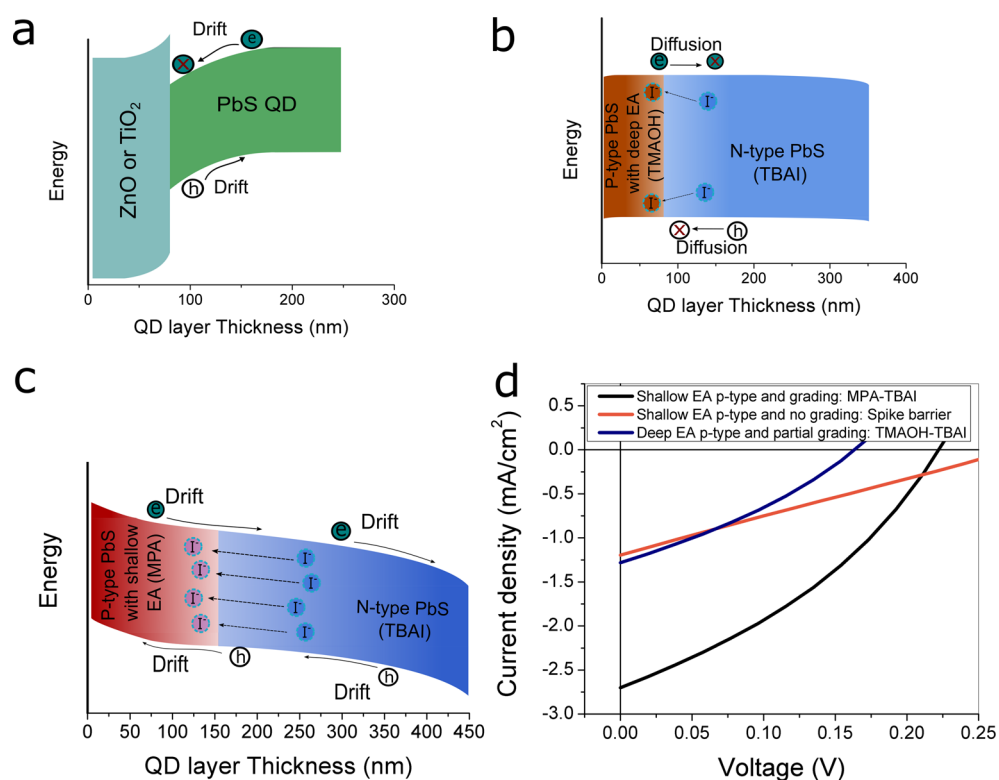 a
Drift
e
PbS QD
ZnO or TiO2
Energy
h
Drift
0
100
200
300
QD layer Thickness (nm)
b
Diffusion
e
I-
I-
P-type PbS
with deep EA
(TMAOH)
N-type PbS
(TBAI)
I-
I-
h
Diffusion
Energy
0
100
200
300
400
QD layer Thickness (nm)
c
Drift
e
Drift
e
P-type PbS
with shallow
EA (MPA)
I-
I-
I-
I-
I-
I-
I-
I-
N-type PbS
(TBAI)
Drift
h
Drift
h
Energy
0
50
100
150
200
250
300
350
400
450
QD layer Thickness (nm)
d
Shallow EA p-type and grading: MPA-TBAI
Shallow EA p-type and no grading: Spike barrier
Deep EA p-type and partial grading: TMAOH-TBAI
0.5
0.0
-0.5
-1.0
-1.5
-2.0
-2.5
-3.0
Current density (mA/cm2)
0.00
0.05
0.10
0.15
0.20
0.25
Voltage (V)